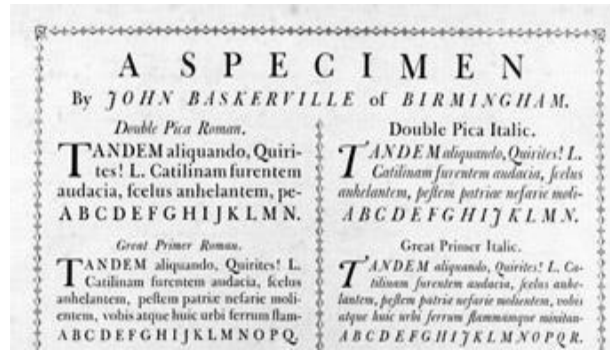 A SPECIMEN
By JOHN BASKERVILLE of BIRMINGHAM.
Double Pica Roman.
TANDEM aliquando, Quiri-
tes! L. Catilinam furentem
audacia, ſcelus anhelantem, pe-
ABCDEFGHIJKLMN.
Great Primer Roman.
TANDEM aliquando, Quirites! L.
Catilinam furentem audacia, ſcelus
anhelantem, peſtem patriæ nefarie moli-
entem, vobis atque huic urbi ferrum flam-
ABCDEFGHIJKLMNOPQ.
Double Pica Italic.
TANDEM aliquando, Quirites! L.
Catilinam furentem audacia, ſcelus
anhelantem, peſtem patriæ nefarie moli-
ABCDEFGHIJKLMN.
Great Primer Italic.
TANDEM aliquando, Quirites! L. Ca-
tilinam furentem audacia, ſcelus anhe-
lantem, peſtem patriæ nefarie molientem, vobis
atque huic urbi ferrum flammamque minitan-
ABCDEFGHIJKLMNOPQR.